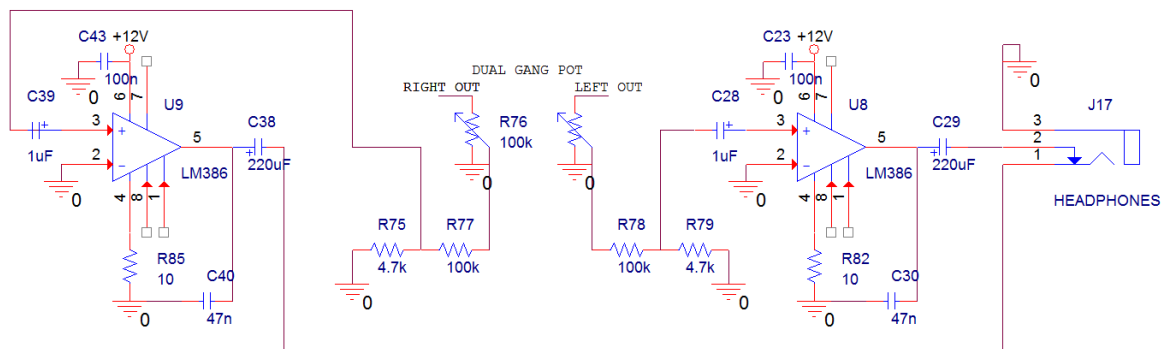 C43 +12V
100n
0
6
7
U9
C39
3
+
1uF
2
-
0
5
C38
220uF
LM386
4
8
1
R85
10
C40
47n
0
DUAL GANG POT
RIGHT OUT
LEFT OUT
R76
100k
0
0
R75
4.7k
R77
100k
0
R78
100k
R79
4.7k
0
C23 +12V
100n
0
6
7
U8
C28
3
+
1uF
2
-
0
5
C29
220uF
LM386
4
8
1
R82
10
C30
47n
0
0
J17
3
2
1
HEADPHONES